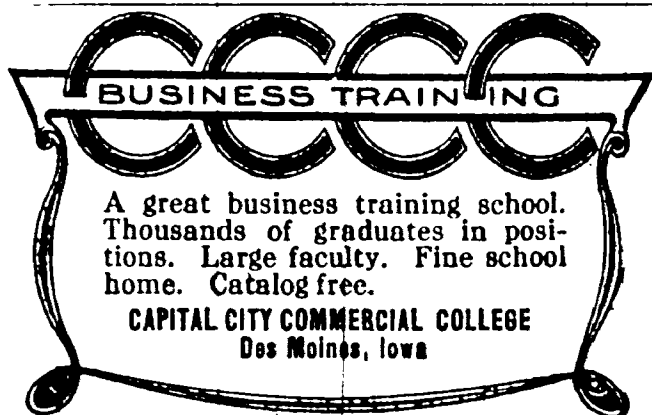 CCCC
BUSINESS TRAINING
A great business training school.
Thousands of graduates in posi-
tions. Large faculty. Fine school
home. Catalog free.
CAPITAL CITY COMMERCIAL COLLEGE
Des Moines, Iowa